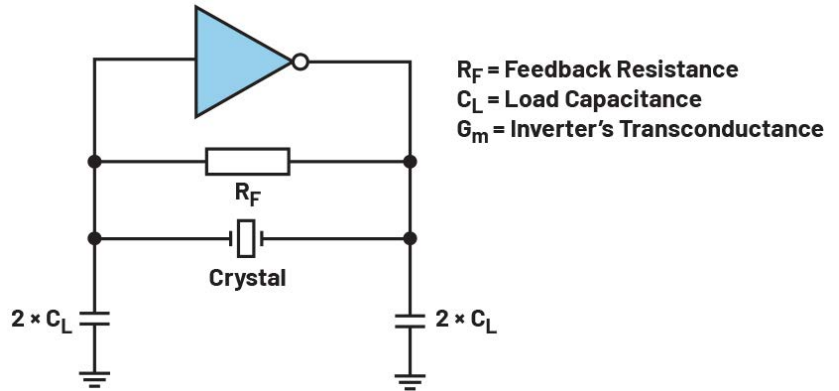 R_F = Feedback Resistance
C_L = Load Capacitance
G_m = Inverter's Transconductance
R_F
Crystal
2 × C_L
2 × C_L